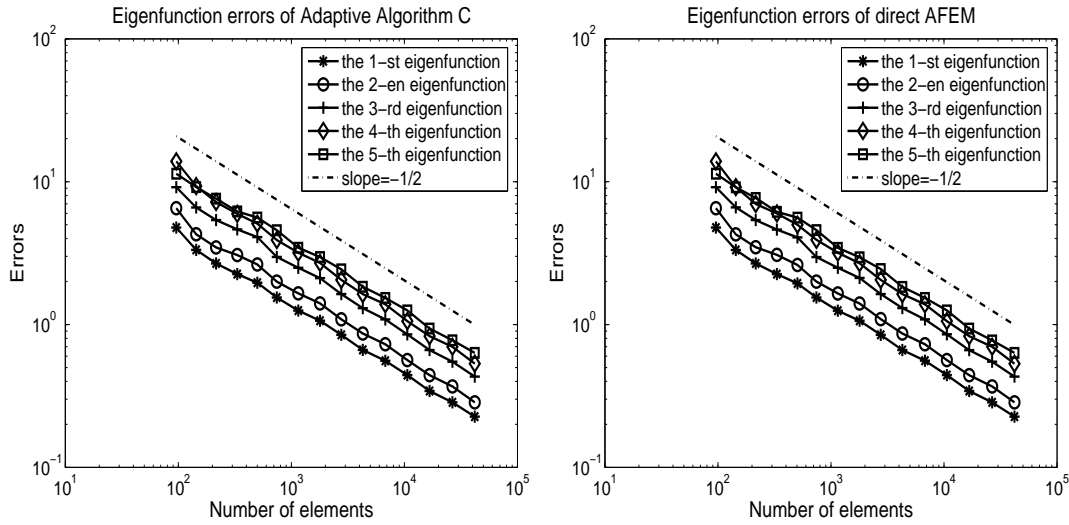 Eigenfunction errors of Adaptive Algorithm C
10^2
10^1
10^0
10^-1
Errors
the 1-st eigenfunction
the 2-en eigenfunction
the 3-rd eigenfunction
the 4-th eigenfunction
the 5-th eigenfunction
slope=-1/2
10^1
10^2
10^3
10^4
10^5
Number of elements
Eigenfunction errors of direct AFEM
10^2
10^1
10^0
10^-1
Errors
the 1-st eigenfunction
the 2-en eigenfunction
the 3-rd eigenfunction
the 4-th eigenfunction
the 5-th eigenfunction
slope=-1/2
10^1
10^2
10^3
10^4
10^5
Number of elements